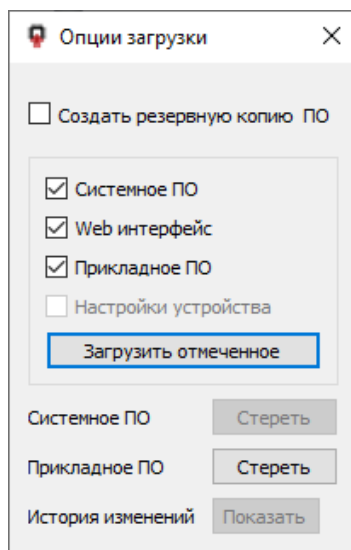 Опции загрузки
Создать резервную копию ПО
Системное ПО
Web интерфейс
Прикладное ПО
Настройки устройства
Загрузить отмеченное
Системное ПО Стереть
Прикладное ПО Стереть
История изменений Показать